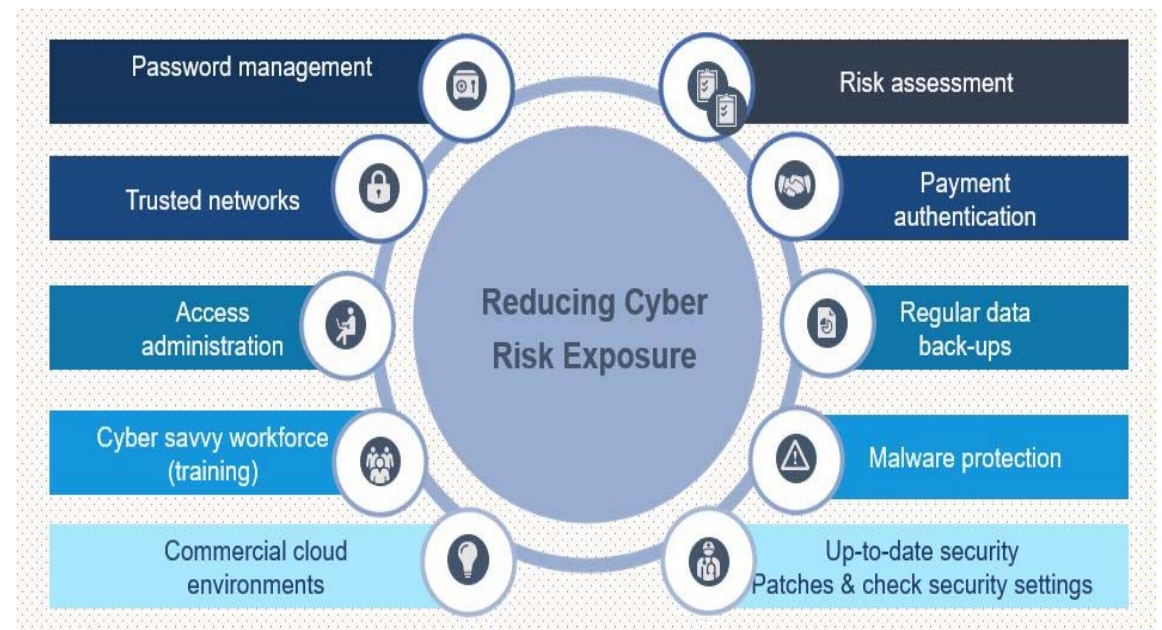 Password management
Trusted networks
Access
administration
Cyber savvy workforce
(training)
Commercial cloud
environments
Reducing Cyber
Risk Exposure
Risk assessment
Payment
authentication
Regular data
back-ups
Malware protection
Up-to-date security
Patches & check security settings